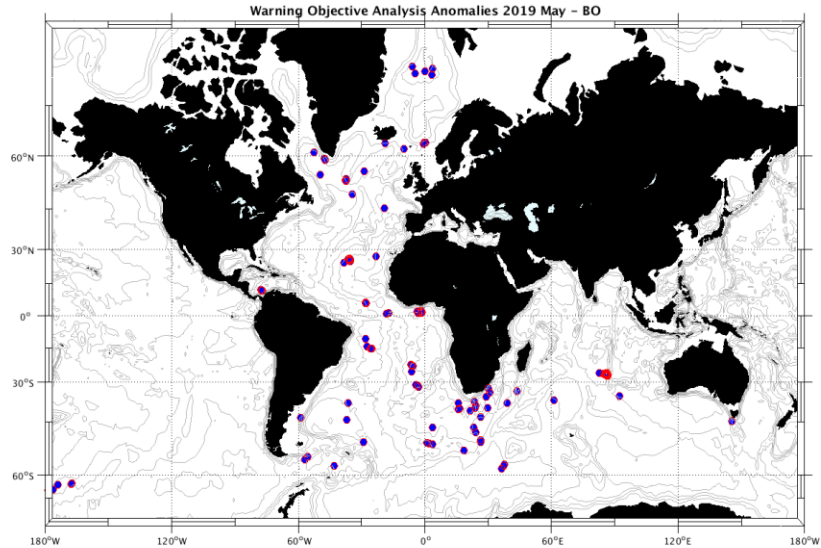 Warning Objective Analysis Anomalies 2019 May - BO
60°N
30°N
0°
30°S
60°S
180°W 120°W 60°W 0° 60°E 120°E 180°W